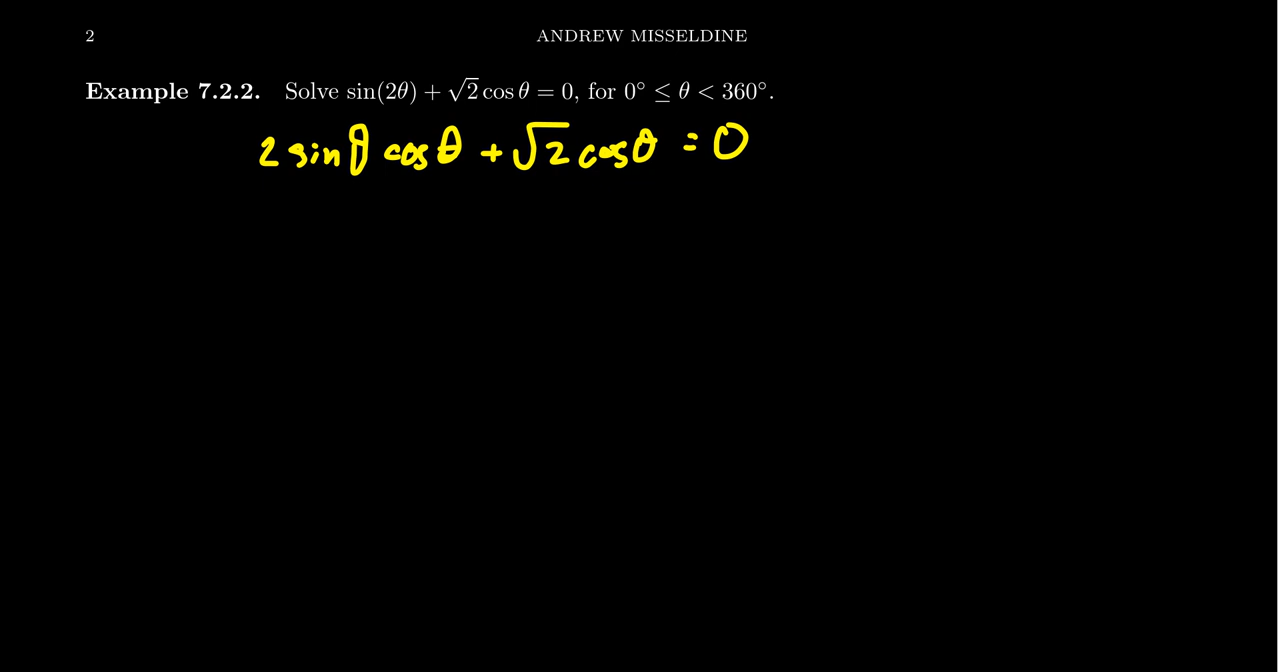 2 ANDREW MISSELDINE
Example 7.2.2. Solve sin(2θ) + √2 cos θ = 0, for 0° ≤ θ < 360°.
2 sin θ cos θ + √2 cos θ = 0